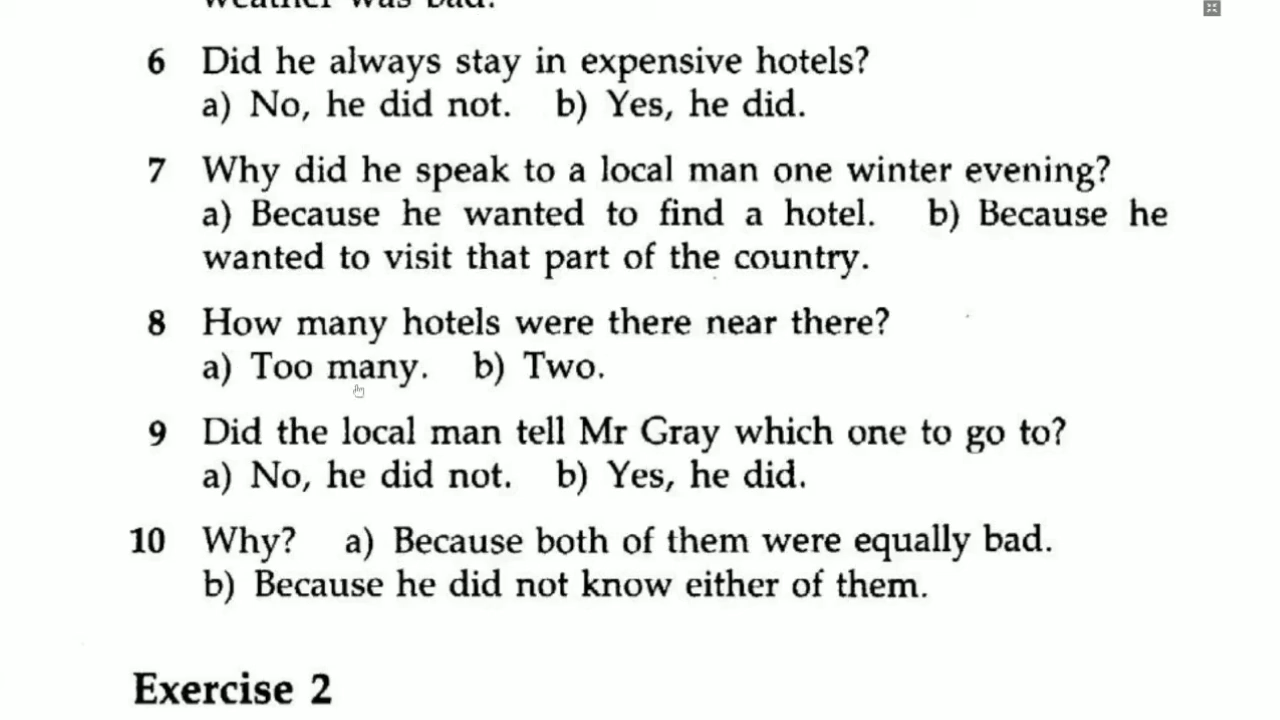 weather was bad.
6 Did he always stay in expensive hotels?
a) No, he did not. b) Yes, he did.
7 Why did he speak to a local man one winter evening?
a) Because he wanted to find a hotel. b) Because he
wanted to visit that part of the country.
8 How many hotels were there near there?
a) Too many. b) Two.
9 Did the local man tell Mr Gray which one to go to?
a) No, he did not. b) Yes, he did.
10 Why? a) Because both of them were equally bad.
b) Because he did not know either of them.
Exercise 2